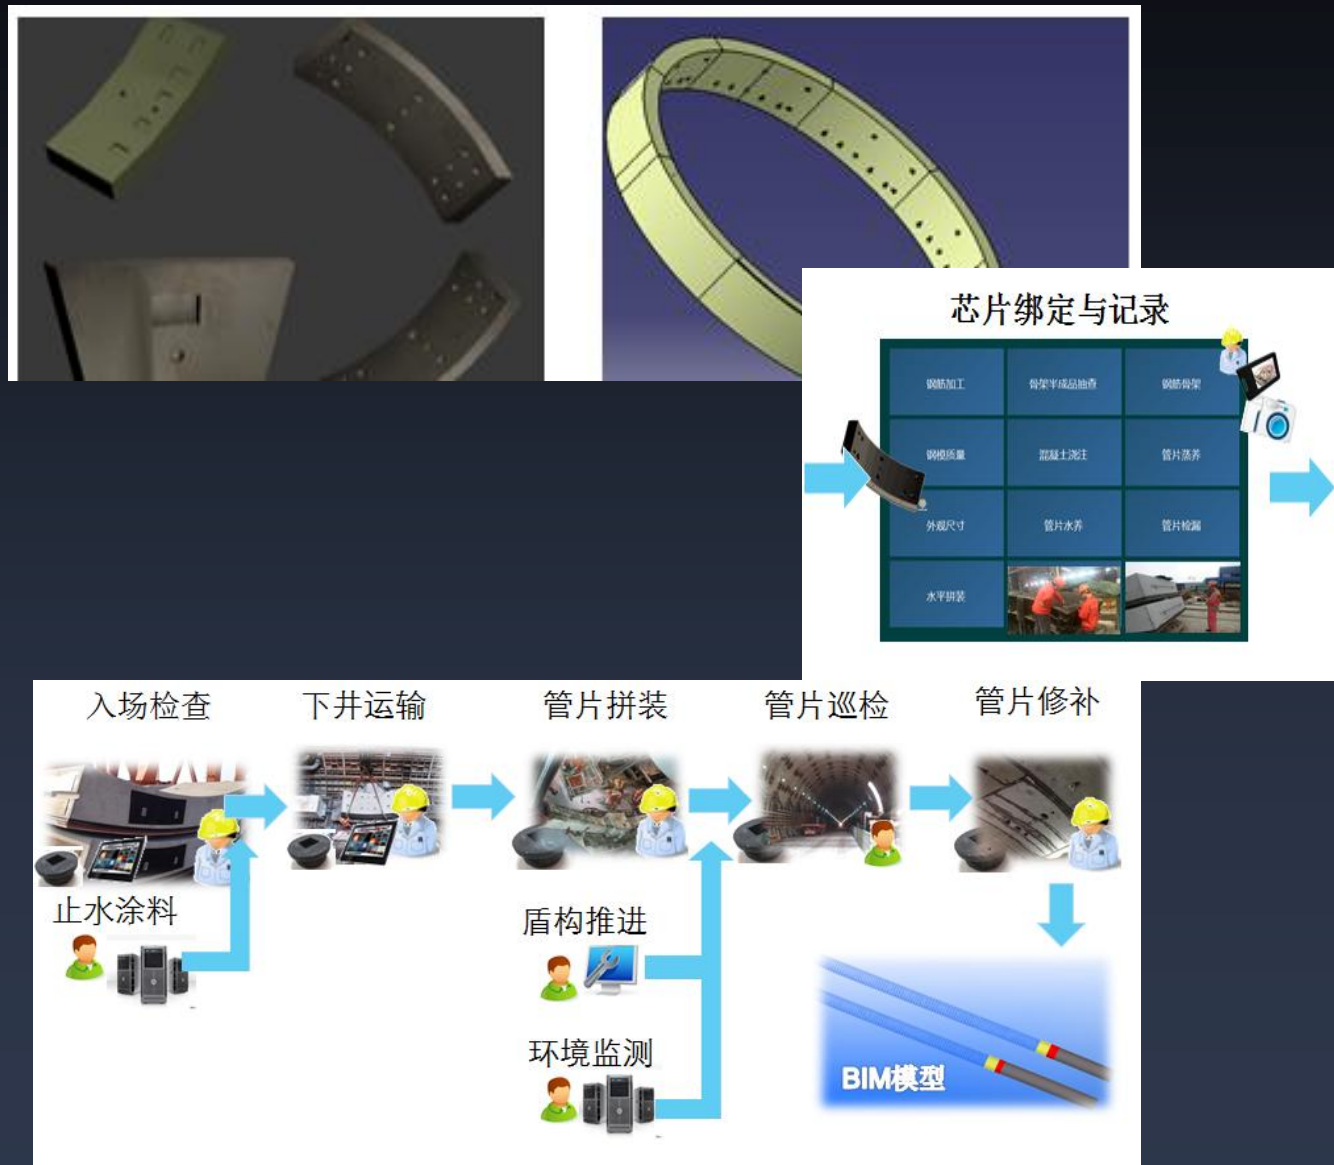 芯片绑定与记录
钢筋加工
骨架半成品抽查
钢筋骨架
钢模质量
混凝土浇注
管片蒸养
外观尺寸
管片水养
管片检漏
水平拼装
入场检查
下井运输
管片拼装
管片巡检
管片修补
止水涂料
盾构推进
环境监测
BIM模型